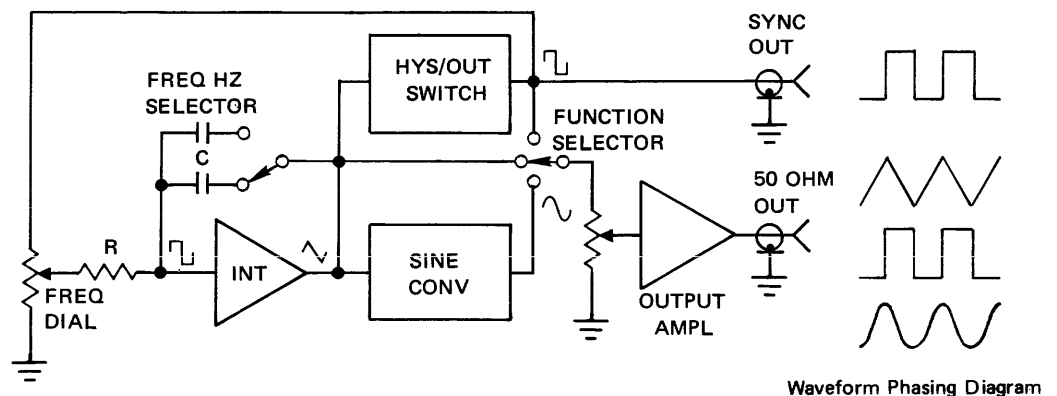 SYNC
OUT
HYS/OUT
SWITCH
FREQ HZ
SELECTOR
FUNCTION
SELECTOR
C
50 OHM
OUT
R
INT
SINE
CONV
FREQ
DIAL
OUTPUT
AMPL
Waveform Phasing Diagram